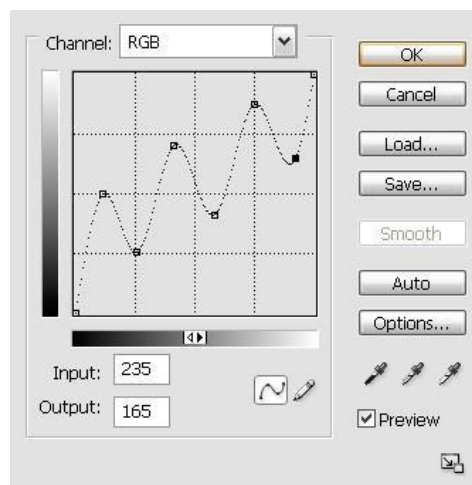 Channel: RGB
OK
Cancel
Load...
Save...
Smooth
Auto
Options...
Input: 235
Output: 165
Preview